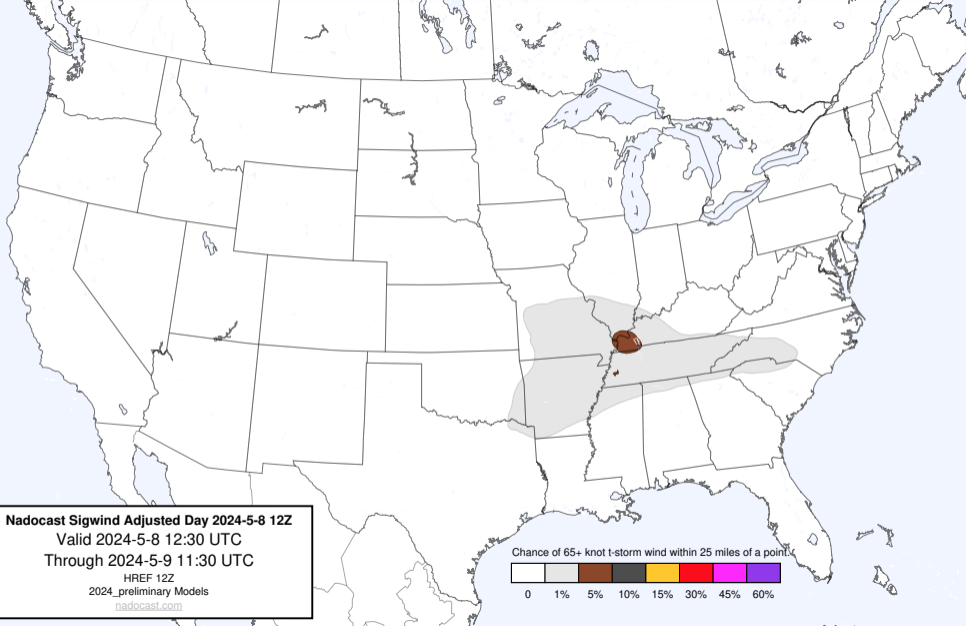 Nadocast Sigwind Adjusted Day 2024-5-8 12Z
Valid 2024-5-8 12:30 UTC
Through 2024-5-9 11:30 UTC
HREF 12Z
2024_preliminary Models
nadocast.com
Chance of 65+ knot t-storm wind within 25 miles of a point.
0 1% 5% 10% 15% 30% 45% 60%